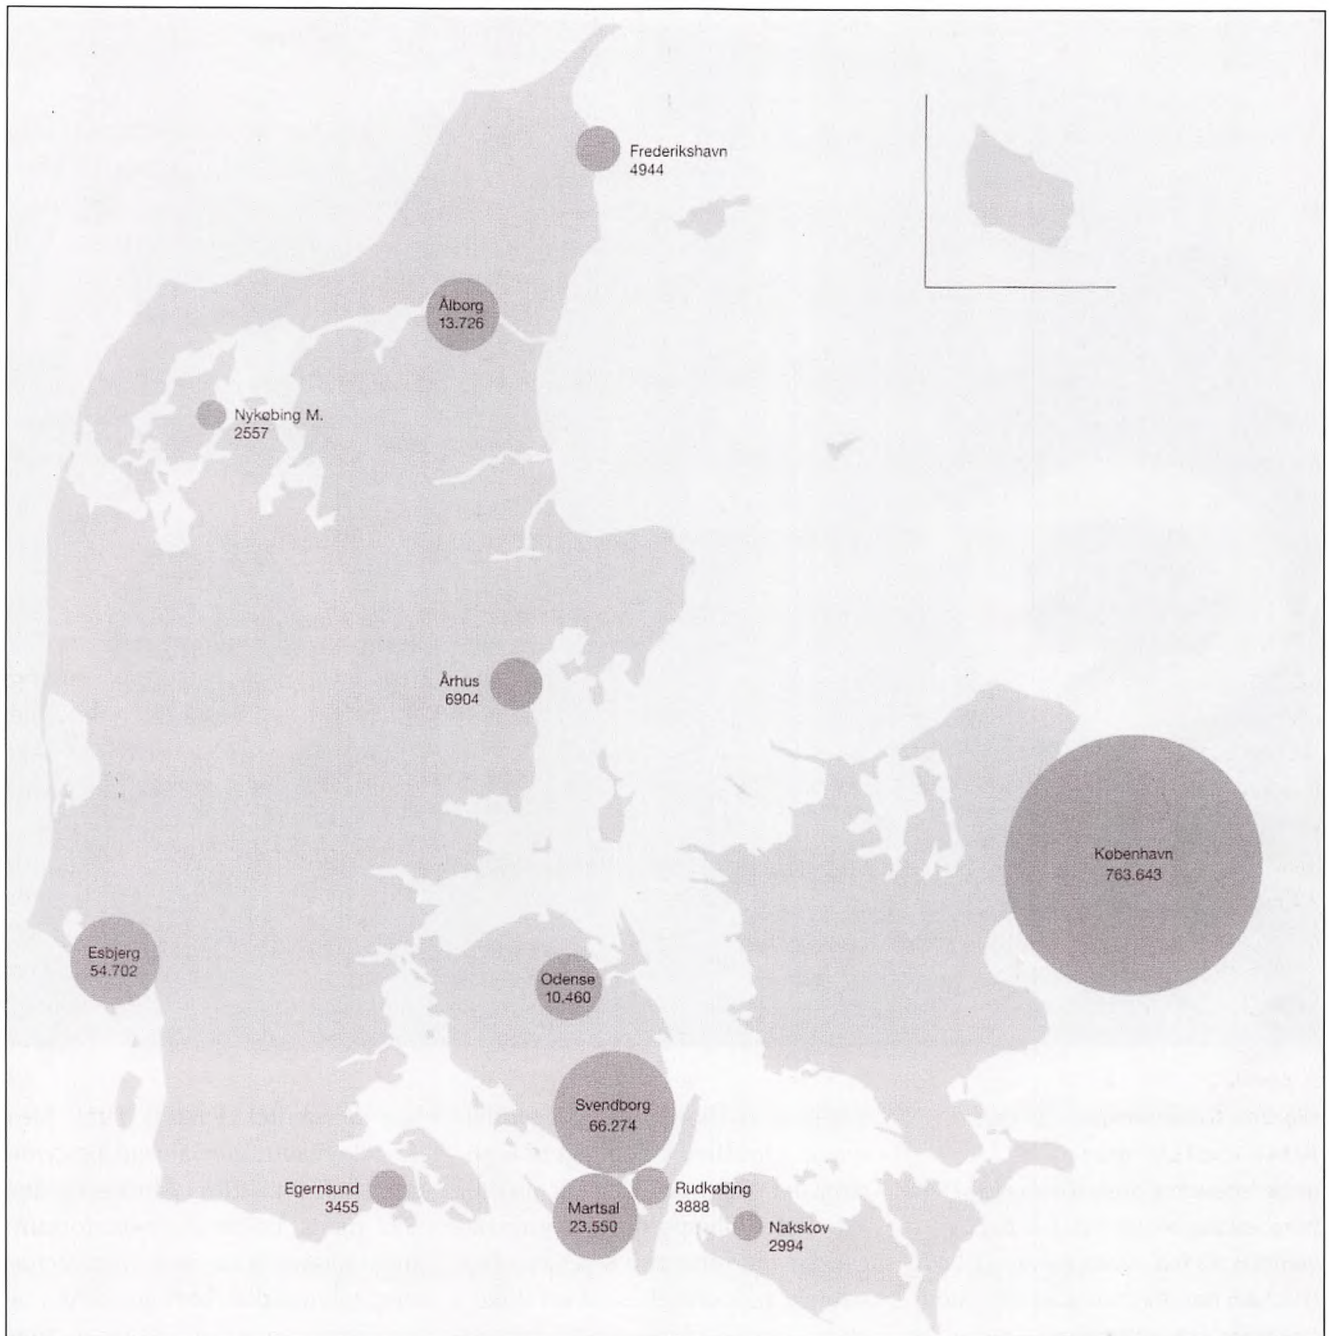 Frederikshavn
4944
Ålborg
13.726
Nykøbing M.
2557
Århus
6904
København
763.643
Esbjerg
54.702
Odense
10.460
Svendborg
66.274
Egernsund
3455
Martsal
23.550
Rudkøbing
3888
Nakskov
2994